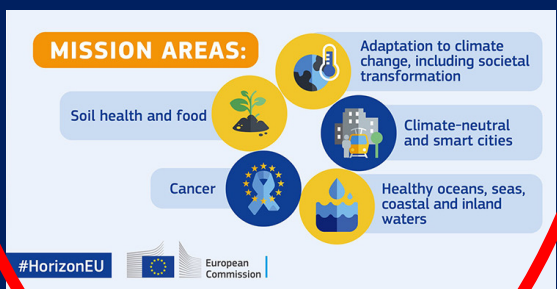 MISSION AREAS:
Adaptation to climate
change, including societal
transformation
Soil health and food
Climate-neutral
and smart cities
Cancer
Healthy oceans, seas,
coastal and inland
waters
#HorizonEU
European
Commission